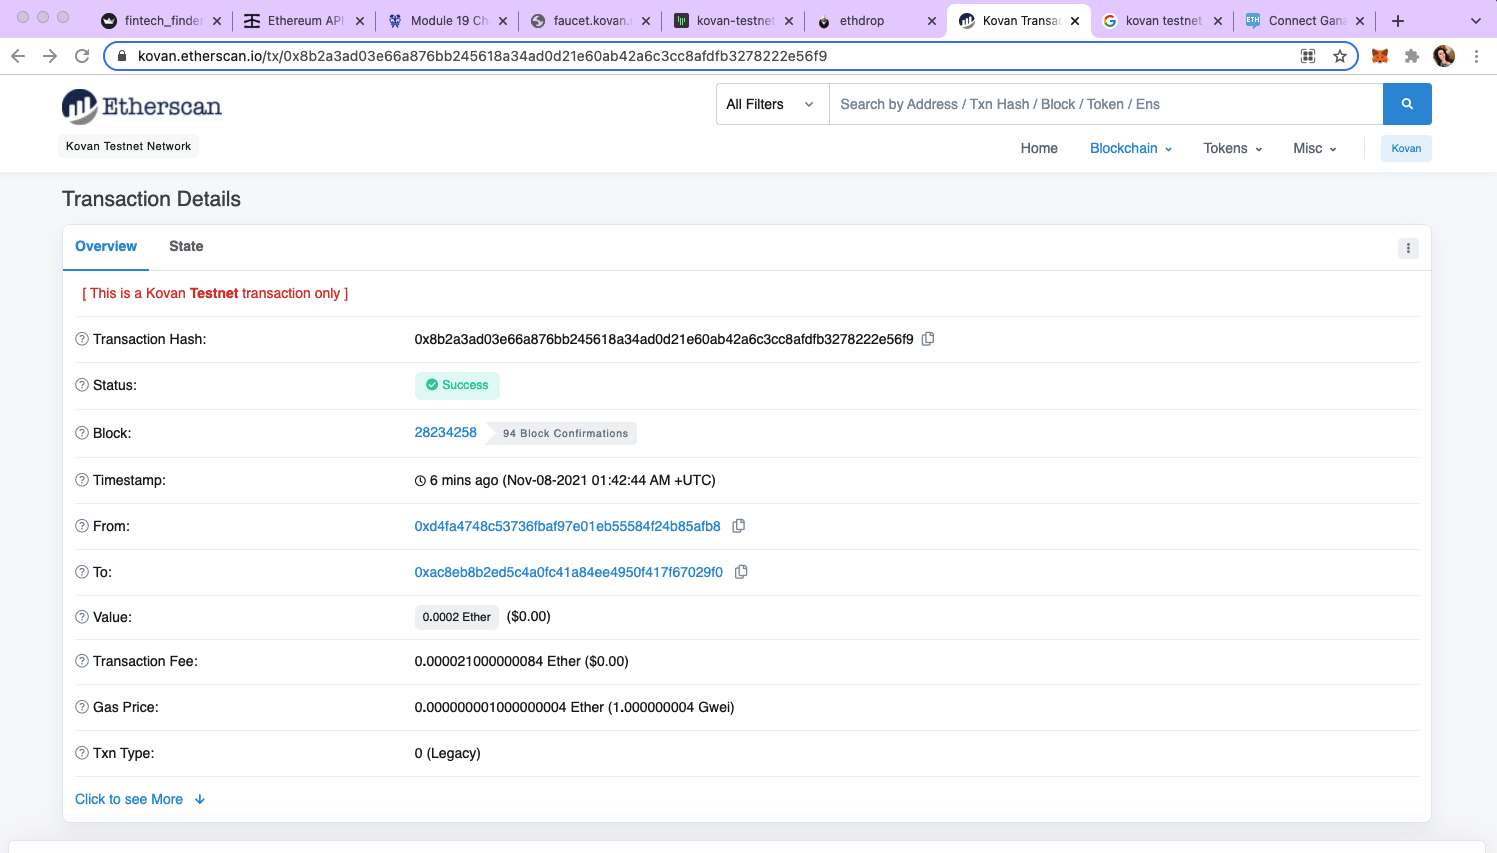 fintech_finder
Ethereum API
Module 19 Ch
faucet.kovan.
kovan-testnet
ethdrop
Kovan Transac
kovan testnet
Connect Gana
kovan.etherscan.io/tx/0x8b2a3ad03e66a876bb245618a34ad0d21e60ab42a6c3cc8afdfb3278222e56f9
Etherscan
All Filters
Search by Address / Txn Hash / Block / Token / Ens
Kovan Testnet Network
Home
Blockchain
Tokens
Misc
Kovan
Transaction Details
Overview
State
[ This is a Kovan Testnet transaction only ]
Transaction Hash: 0x8b2a3ad03e66a876bb245618a34ad0d21e60ab42a6c3cc8afdfb3278222e56f9
Status: Success
Block: 28234258 94 Block Confirmations
Timestamp: 6 mins ago (Nov-08-2021 01:42:44 AM +UTC)
From: 0xd4fa4748c53736fbaf97e01eb55584f24b85afb8
To: 0xac8eb8b2ed5c4a0fc41a84ee4950f417f67029f0
Value: 0.0002 Ether ($0.00)
Transaction Fee: 0.000021000000084 Ether ($0.00)
Gas Price: 0.000000001000000004 Ether (1.000000004 Gwei)
Txn Type: 0 (Legacy)
Click to see More